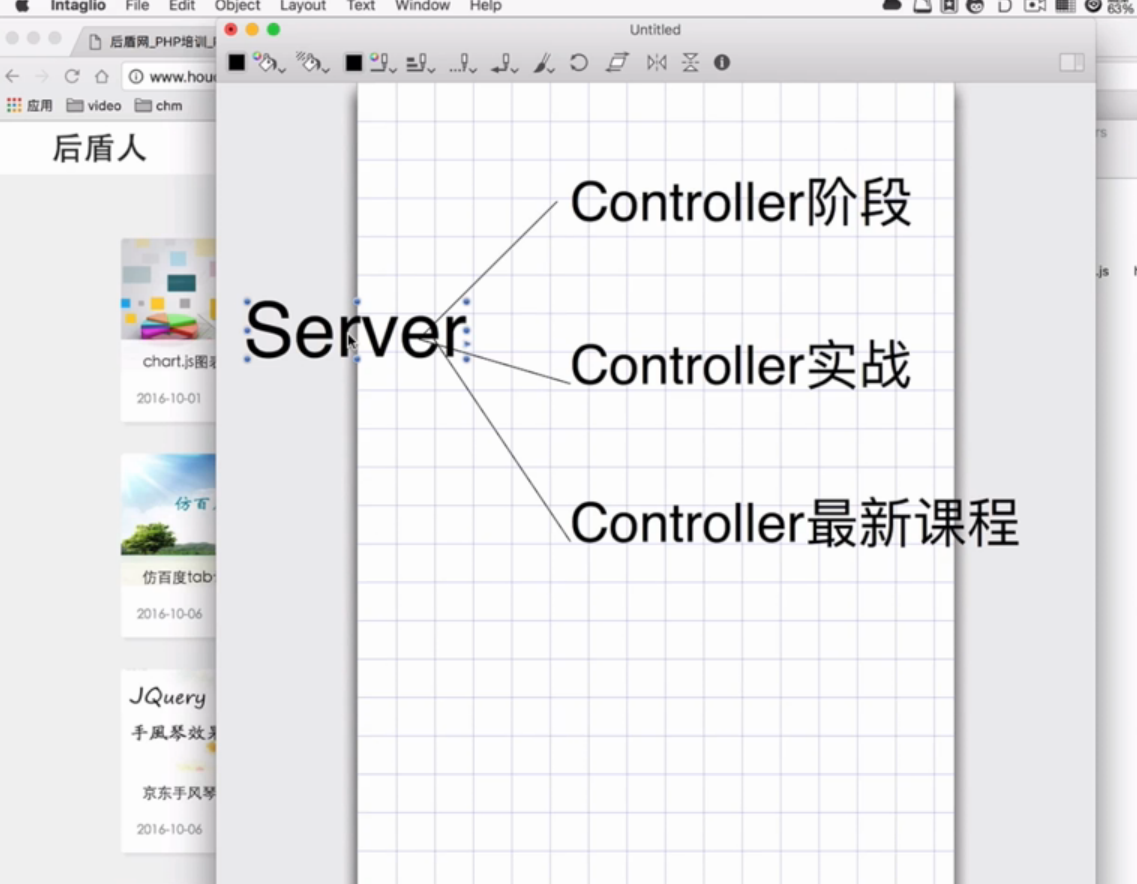 Intaglio File Edit Object Layout Text Window Help
63%
Untitled
后盾网_PHP培训_
www.houd
应用 video chm
后盾人
Controller阶段
Server
Controller实战
Controller最新课程
.js
chart.js图
2016-10-01
仿百
仿百度tab
2016-10-06
JQuery
手風琴效
京东手风琴
2016-10-06